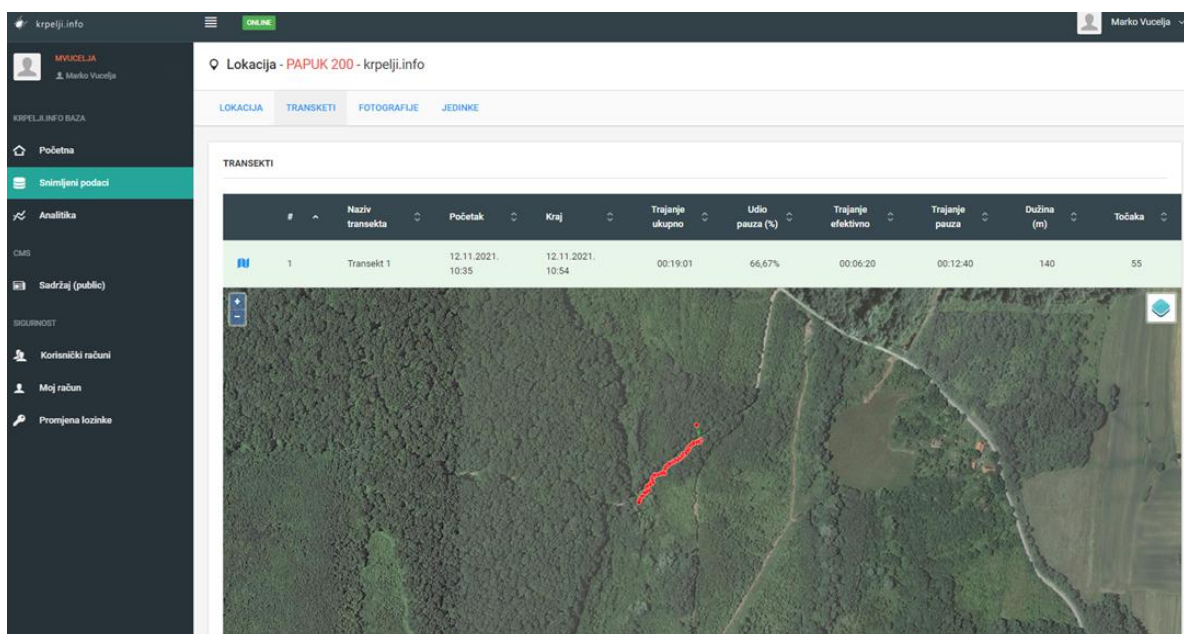 krpelji.info
ONLINE
Marko Vucelja
MVUCELJA
Marko Vucelja
Lokacija - PAPUK 200 - krpelji.info
LOKACIJA TRANSKETI FOTOGRAFIJE JEDINKE
KRPELJI.INFO BAZA
Početna
Snimljeni podaci
Analitika
CMS
Sadržaj (public)
SIGURNOST
Korisnički računi
Moj račun
Promjena lozinke
TRANSEKTI
# Naziv transekta Početak Kraj Trajanje ukupno Udio pauza (%) Trajanje efektivno Trajanje pauza Dužina (m) Točaka
1 Transekt 1 12.11.2021. 10:35 12.11.2021. 10:54 00:19:01 66,67% 00:06:20 00:12:40 140 55
+
-